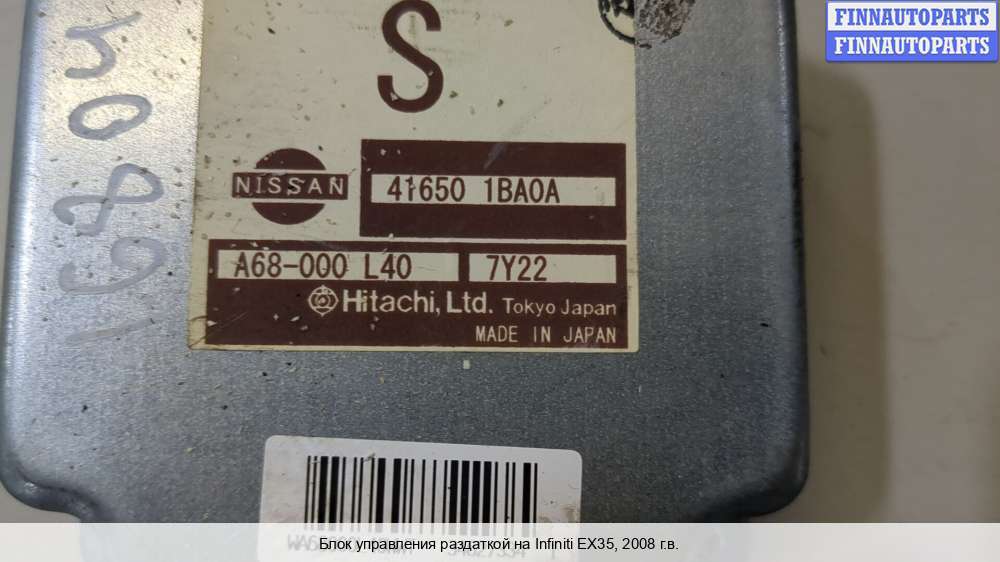 FINNAUTOPARTS
FINNAUTOPARTS
S
NISSAN
41650 1BA0A
A68-000 L40
7Y22
Hitachi, Ltd. Tokyo Japan
MADE IN JAPAN
Блок управления раздаткой на Infiniti EX35, 2008 г.в.